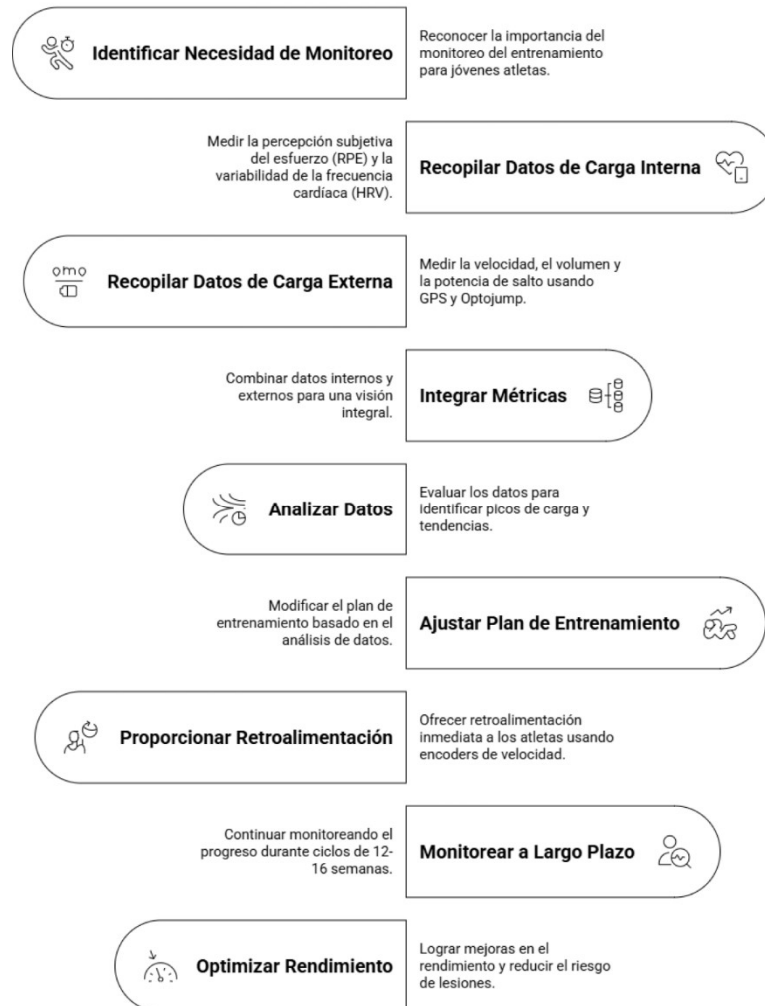 Identificar Necesidad de Monitoreo
Reconocer la importancia del
monitoreo del entrenamiento
para jóvenes atletas.
Medir la percepción subjetiva
del esfuerzo (RPE) y la
variabilidad de la frecuencia
cardíaca (HRV).
Recopilar Datos de Carga Interna
Recopilar Datos de Carga Externa
Medir la velocidad, el volumen y
la potencia de salto usando
GPS y Optojump.
Combinar datos internos y
externos para una visión
integral.
Integrar Métricas
Analizar Datos
Evaluar los datos para
identificar picos de carga y
tendencias.
Modificar el plan de
entrenamiento basado en el
análisis de datos.
Ajustar Plan de Entrenamiento
Proporcionar Retroalimentación
Ofrecer retroalimentación
inmediata a los atletas usando
encoders de velocidad.
Continuar monitoreando el
progreso durante ciclos de 12-
16 semanas.
Monitorear a Largo Plazo
Optimizar Rendimiento
Lograr mejoras en el
rendimiento y reducir el riesgo
de lesiones.